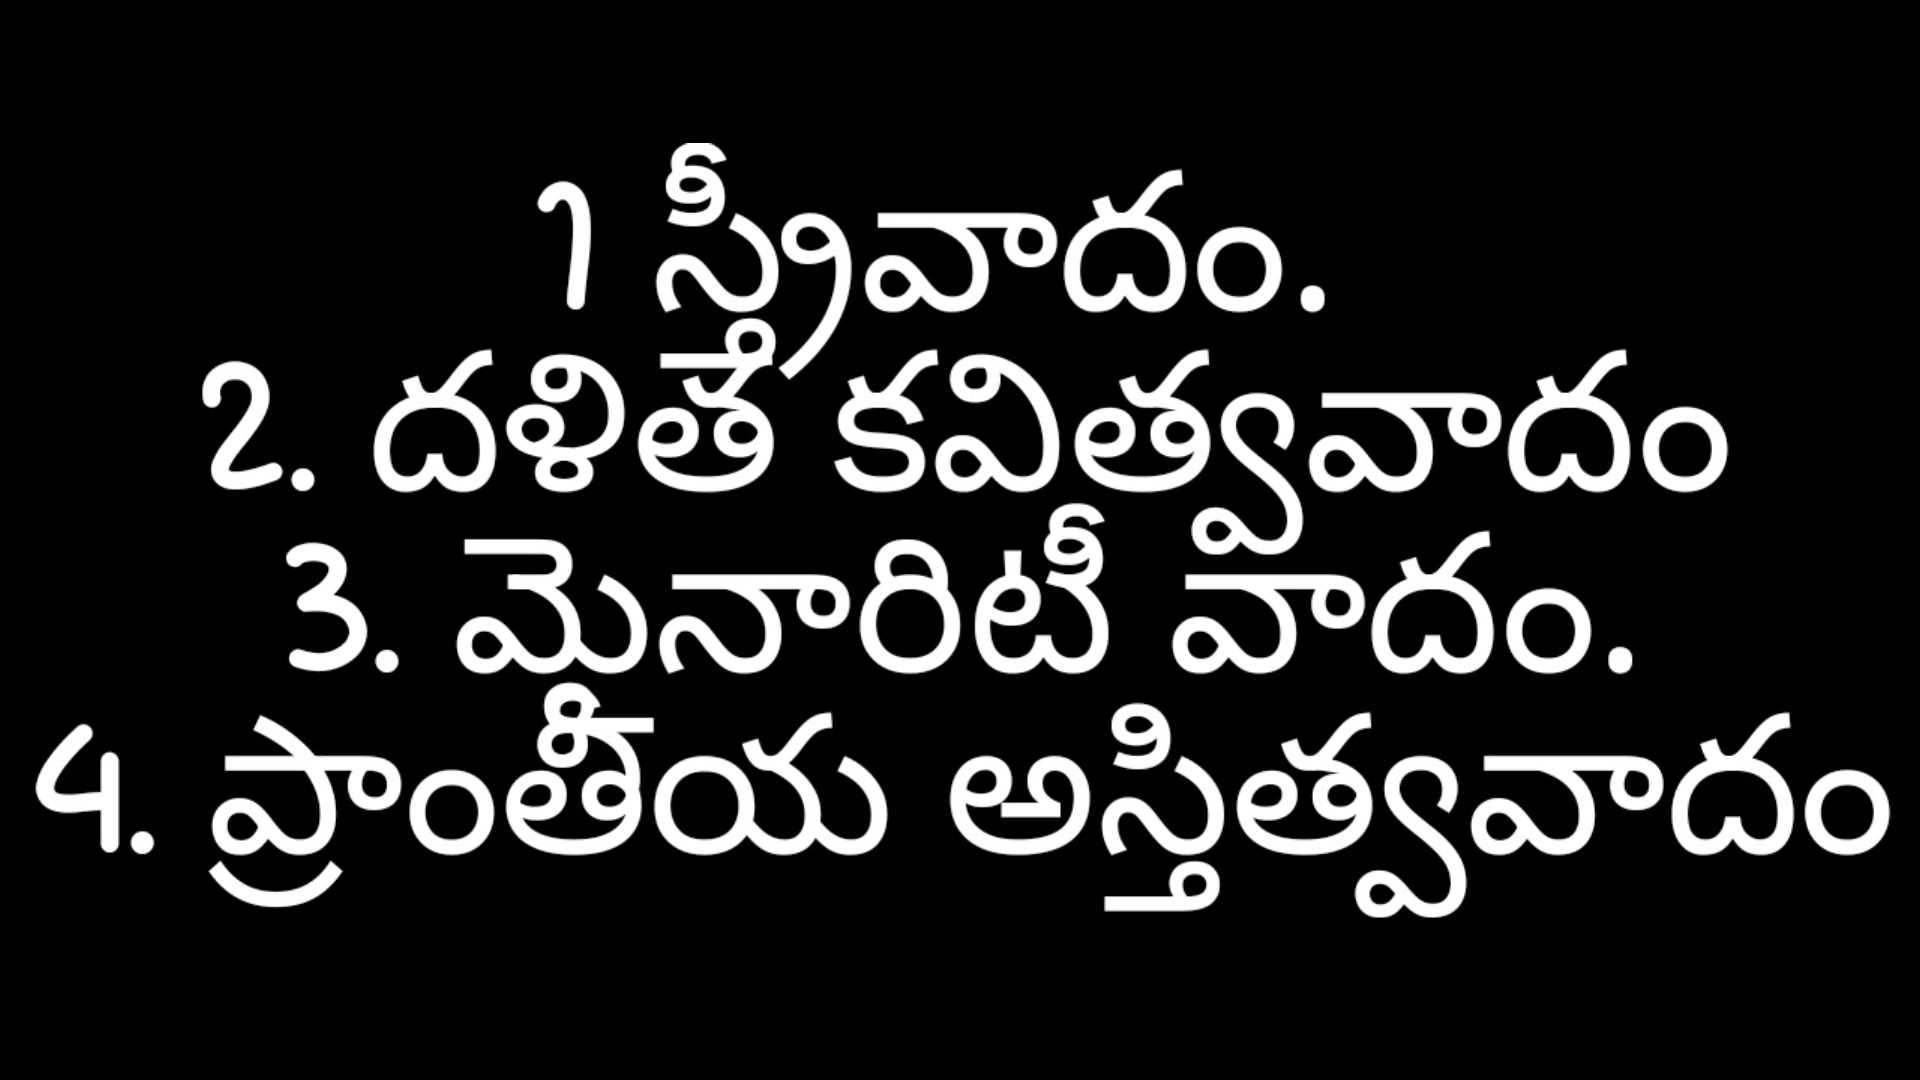 1 స్త్రీవాదం.
2. దళిత కవిత్వవాదం
3. మైనారిటీ వాదం.
4. ప్రాంతీయ అస్తిత్వవాదం